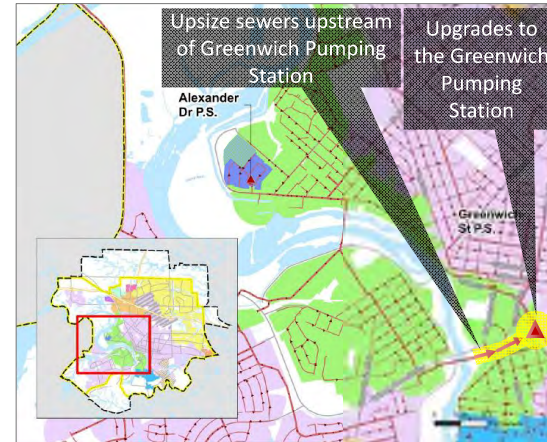 Upsize sewers upstream
of Greenwich Pumping
Station
Upgrades to
the Greenwich
Pumping
Station
Alexander
Dr P.S.
Greenwich
St P.S.